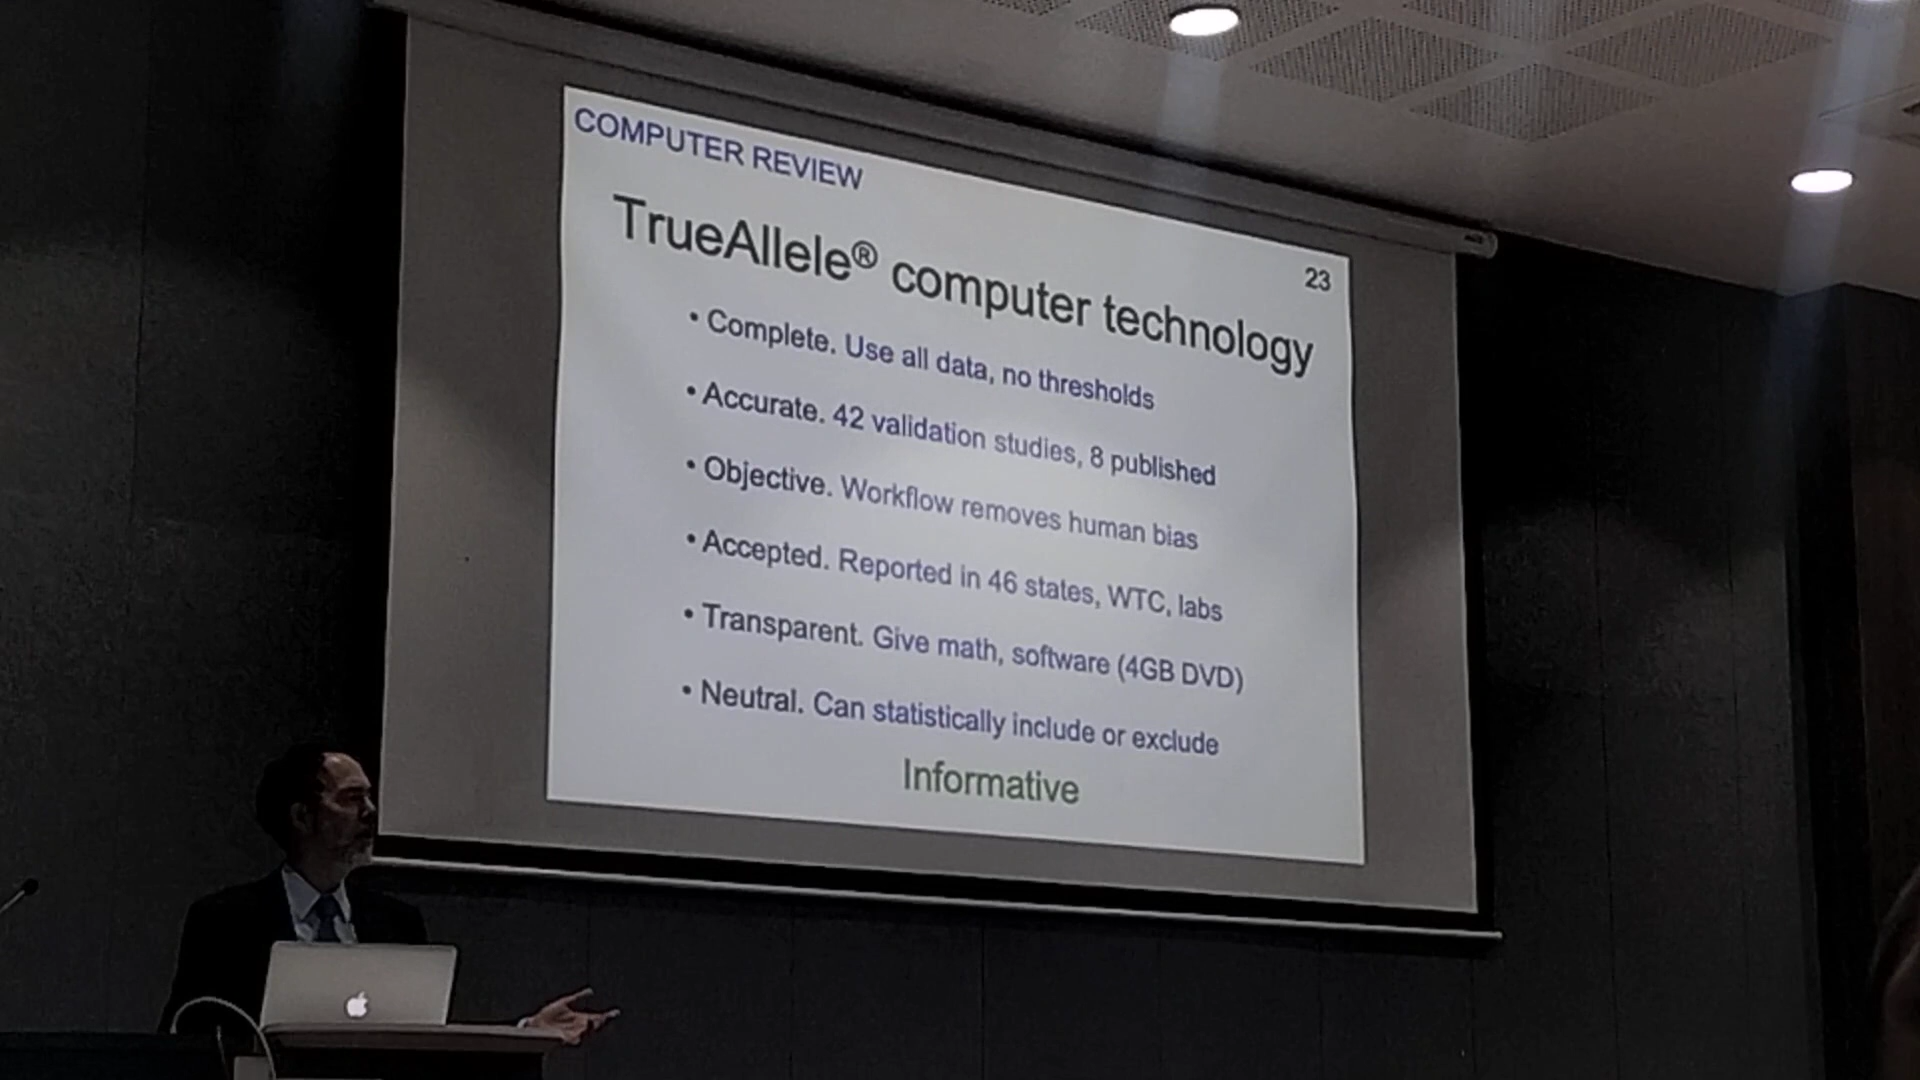 COMPUTER REVIEW
23
TrueAllele® computer technology
• Complete. Use all data, no thresholds
• Accurate. 42 validation studies, 8 published
• Objective. Workflow removes human bias
• Accepted. Reported in 46 states, WTC, labs
• Transparent. Give math, software (4GB DVD)
• Neutral. Can statistically include or exclude
Informative